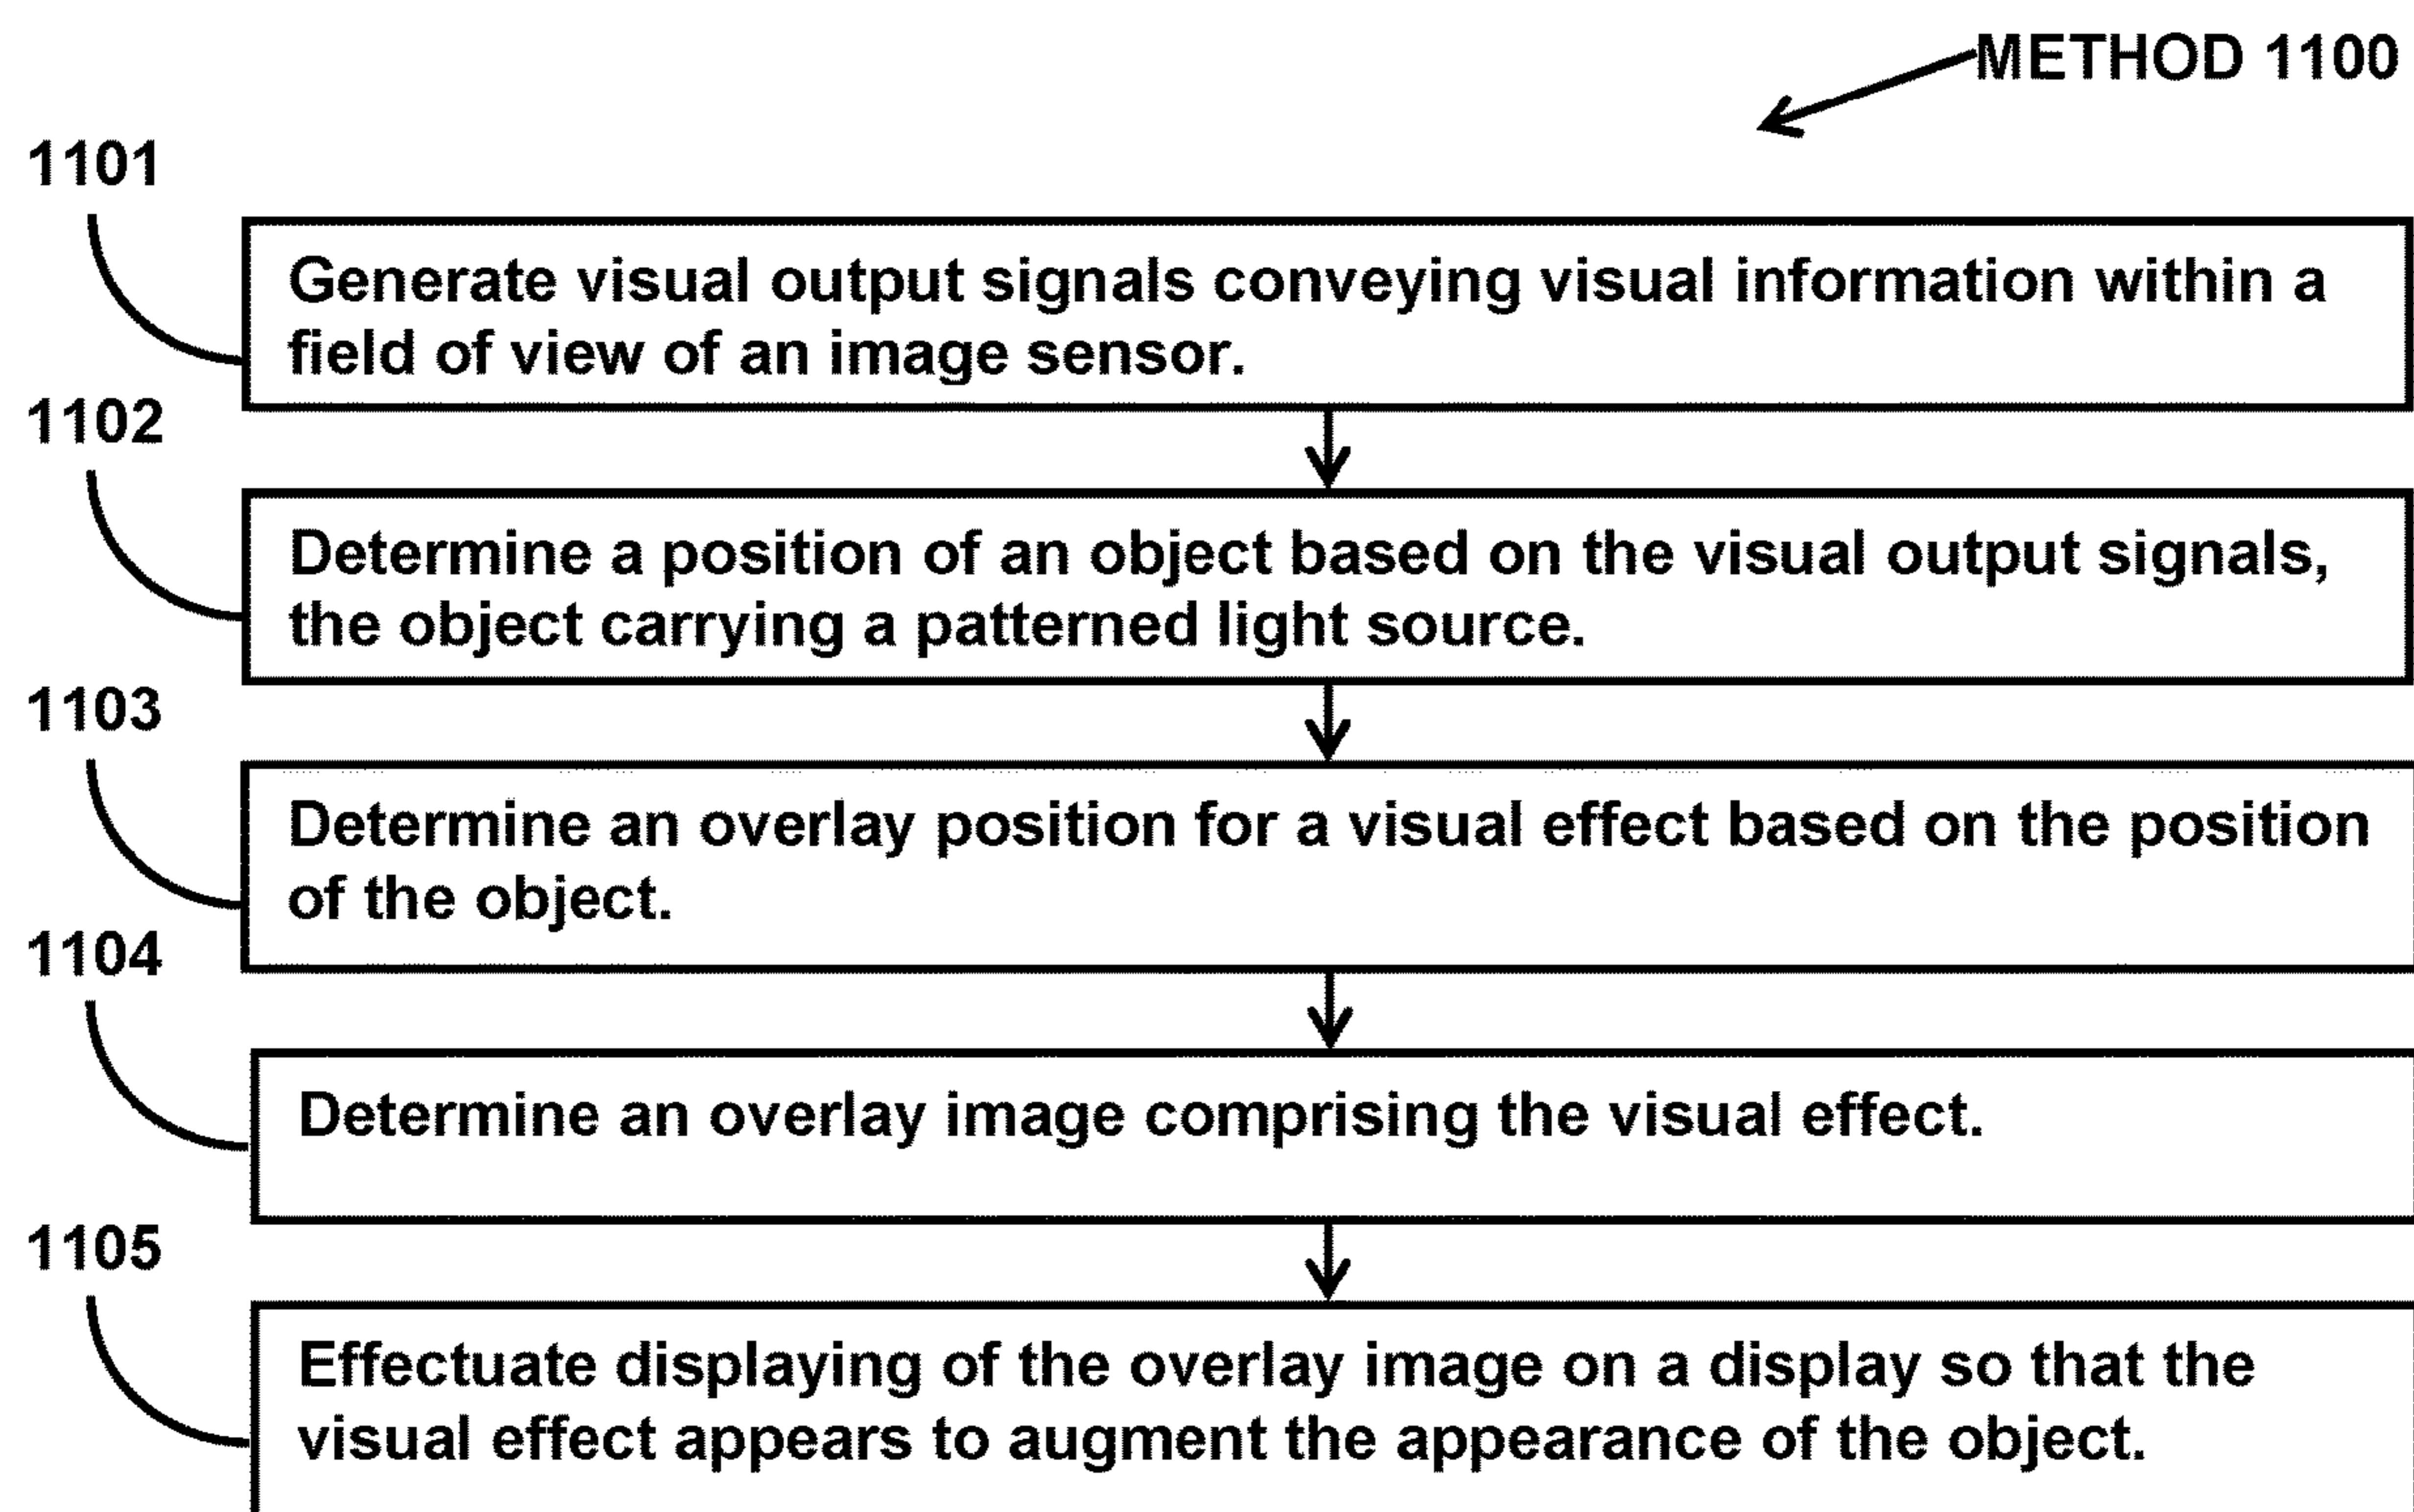 METHOD 1100
1101
Generate visual output signals conveying visual information within a
field of view of an image sensor.
1102
Determine a position of an object based on the visual output signals,
the object carrying a patterned light source.
1103
Determine an overlay position for a visual effect based on the position
of the object.
1104
Determine an overlay image comprising the visual effect.
1105
Effectuate displaying of the overlay image on a display so that the
visual effect appears to augment the appearance of the object.